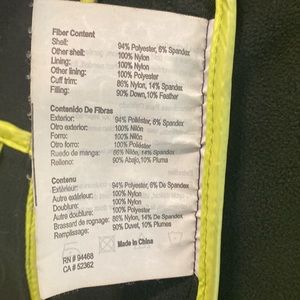 Fiber Content
Shell: 94% Polyester, 6% Spandex
Other shell: 100% Nylon
Lining: 100% Nylon
Other lining: 100% Polyester
Cuff trim: 86% Nylon, 14% Spandex
Filling: 90% Down,10% Feather
Contenido De Fibras
Exterior: 94% Poliéster, 6% Spandex
Otro exterior: 100% Nilón
Forro: 100% Nilón
Otro forro: 100% Poliéster
Ruedo de manga: 86% Nilón, 14% Spandex
Relleno: 90% Abajo,10% Pluma
Contenu
Extérieur: 94% Polyester, 6% De Spandex
Autre extérieur: 100% Nylon
Doublure: 100% Nylon
Autre doublure: 100% Polyester
Brassard de rognage: 86% Nylon, 14% De Spandex
Remplissage: 90% Duvet, 10% Plumes
Made In China
RN # 94468
CA # 52362